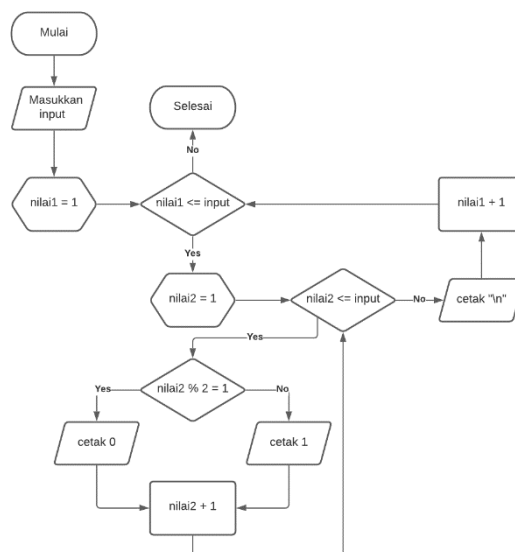 Mulai
Masukkan
input
Selesai
No
nilai1 = 1
nilai1 <= input
nilai1 + 1
Yes
nilai2 = 1
nilai2 <= input
No
cetak "\n"
Yes
nilai2 % 2 = 1
Yes
No
cetak 0
cetak 1
nilai2 + 1